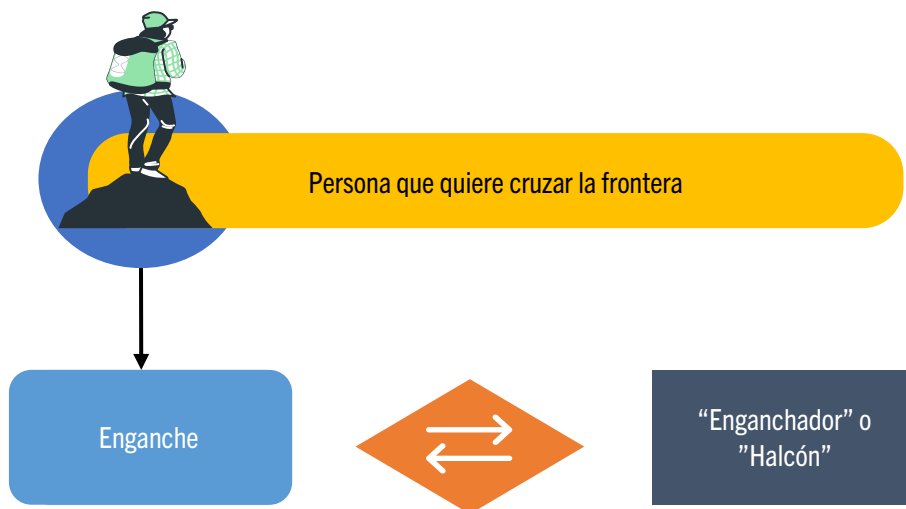 Persona que quiere cruzar la frontera
Enganche
“Enganchador” o
”Halcón”